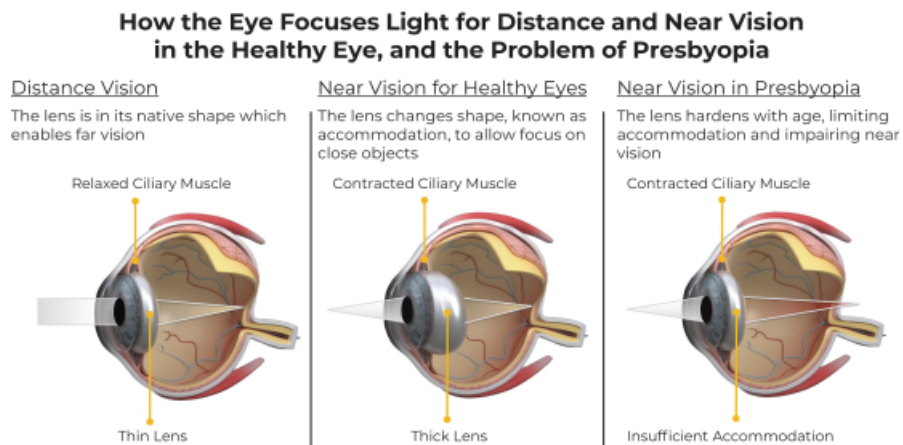 How the Eye Focuses Light for Distance and Near Vision
in the Healthy Eye, and the Problem of Presbyopia
Distance Vision
The lens is in its native shape which
enables far vision
Relaxed Ciliary Muscle
Thin Lens
Near Vision for Healthy Eyes
The lens changes shape, known as
accommodation, to allow focus on
close objects
Contracted Ciliary Muscle
Thick Lens
Near Vision in Presbyopia
The lens hardens with age, limiting
accommodation and impairing near
vision
Contracted Ciliary Muscle
Insufficient Accommodation